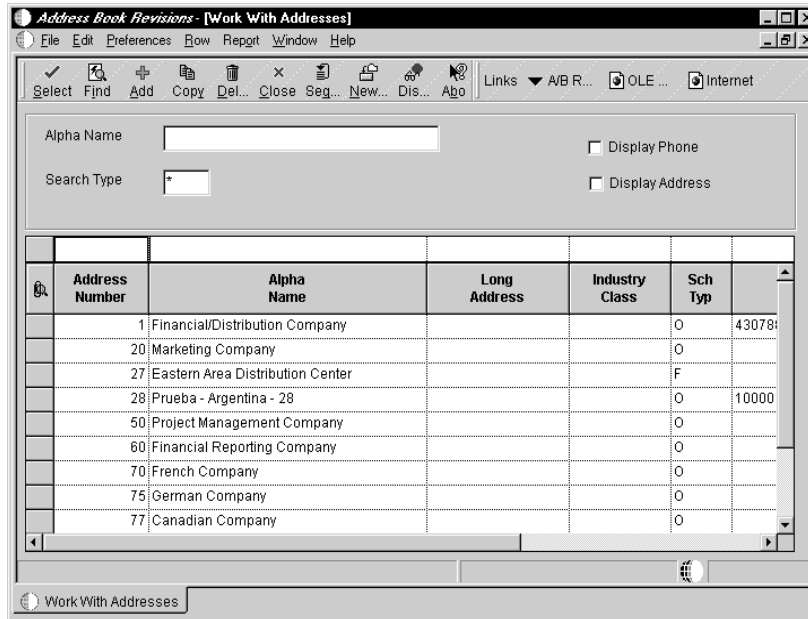 Address Book Revisions - [Work With Addresses]
File Edit Preferences Row Report Window Help
Select Find Add Copy Del... Close Seq... New... Dis... Abo Links A/B R... OLE ... Internet
Alpha Name
Display Phone
Search Type *
Display Address
Address Number Alpha Name Long Address Industry Class Sch Typ
1 Financial/Distribution Company O 43078
20 Marketing Company O
27 Eastern Area Distribution Center F
28 Prueba - Argentina - 28 O 10000
50 Project Management Company O
60 Financial Reporting Company O
70 French Company O
75 German Company O
77 Canadian Company O
Work With Addresses